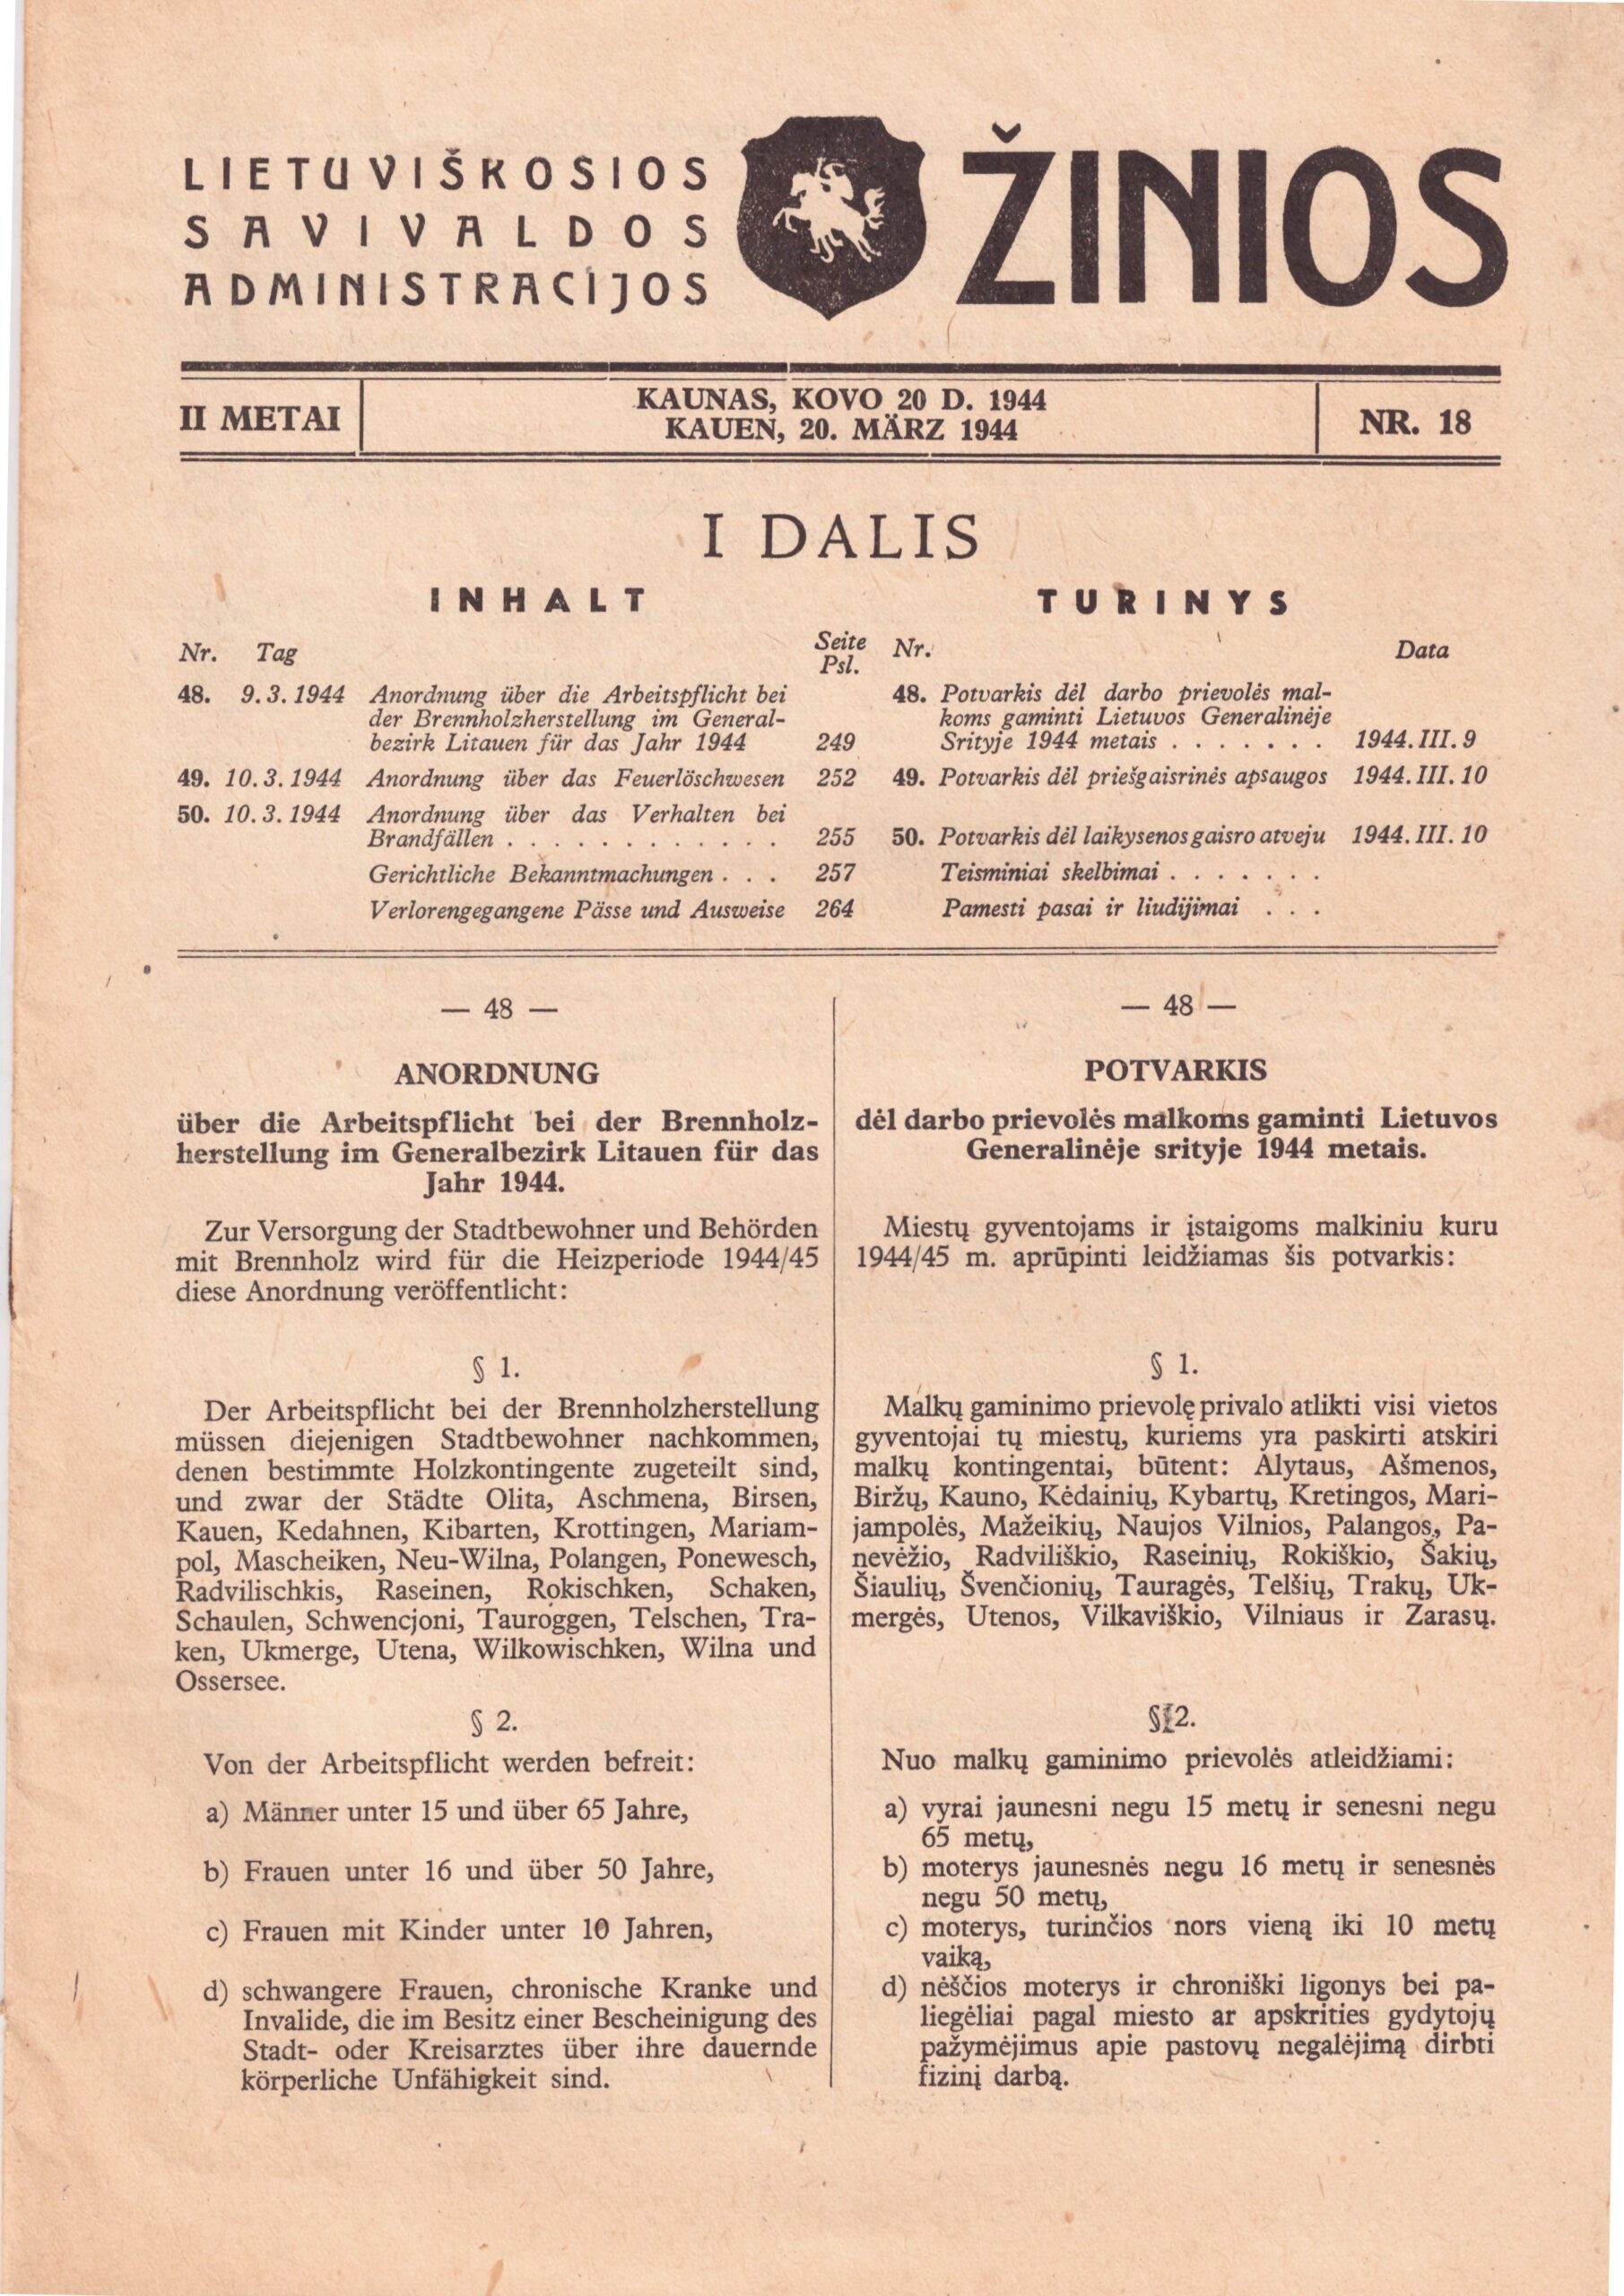 LIETUVIŠKOSIOS
SAVIVALDOS
ADMINISTRACIJOS
ŽINIOS
II METAI
KAUNAS, KOVO 20 D. 1944
KAUEN, 20. MÄRZ 1944
NR. 18
I DALIS
INHALT
Nr. Tag Seite
Psl.
48. 9.3.1944 Anordnung über die Arbeitspflicht bei
der Brennholzherstellung im General-
bezirk Litauen für das Jahr 1944 249
49. 10.3.1944 Anordnung über das Feuerlöschwesen 252
50. 10.3.1944 Anordnung über das Verhalten bei
Brandfällen . . . . . . . . . . . . 255
Gerichtliche Bekanntmachungen . . . 257
Verlorengegangene Pässe und Ausweise 264
TURINYS
Nr. Data
48. Potvarkis dėl darbo prievolės mal-
koms gaminti Lietuvos Generalinėje
Srityje 1944 metais . . . . . . . 1944.III.9
49. Potvarkis dėl priešgaisrinės apsaugos 1944.III.10
50. Potvarkis dėl laikysenos gaisro atveju 1944.III.10
Teisminiai skelbimai . . . . . . .
Pamesti pasai ir liudijimai . . .
— 48 —
ANORDNUNG
über die Arbeitspflicht bei der Brennholz-
herstellung im Generalbezirk Litauen für das
Jahr 1944.
Zur Versorgung der Stadtbewohner und Behörden
mit Brennholz wird für die Heizperiode 1944/45
diese Anordnung veröffentlicht:
§ 1.
Der Arbeitspflicht bei der Brennholzherstellung
müssen diejenigen Stadtbewohner nachkommen,
denen bestimmte Holzkontingente zugeteilt sind,
und zwar der Städte Olita, Aschmena, Birsen,
Kauen, Kedahnen, Kibarten, Krottingen, Mariam-
pol, Mascheiken, Neu-Wilna, Polangen, Ponewesch,
Radvilischkis, Raseinen, Rokischken, Schaken,
Schaulen, Schwencjoni, Tauroggen, Telschen, Tra-
ken, Ukmerge, Utena, Wilkowischken, Wilna und
Ossersee.
§ 2.
Von der Arbeitspflicht werden befreit:
a) Männer unter 15 und über 65 Jahre,
b) Frauen unter 16 und über 50 Jahre,
c) Frauen mit Kinder unter 10 Jahren,
d) schwangere Frauen, chronische Kranke und
Invalide, die im Besitz einer Bescheinigung des
Stadt- oder Kreisarztes über ihre dauernde
körperliche Unfähigkeit sind.
— 48 —
POTVARKIS
dėl darbo prievolės malkoms gaminti Lietuvos
Generalinėje srityje 1944 metais.
Miestų gyventojams ir įstaigoms malkiniu kuru
1944/45 m. aprūpinti leidžiamas šis potvarkis:
§ 1.
Malkų gaminimo prievolę privalo atlikti visi vietos
gyventojai tų miestų, kuriems yra paskirti atskiri
malkų kontingentai, būtent: Alytaus, Ašmenos,
Biržų, Kauno, Kėdainių, Kybartų, Kretingos, Mari-
jampolės, Mažeikių, Naujos Vilnios, Palangos, Pa-
nevėžio, Radviliškio, Raseinių, Rokiškio, Šakių,
Šiaulių, Švenčionių, Tauragės, Telšių, Trakų, Uk-
mergės, Utenos, Vilkaviškio, Vilniaus ir Zarasų.
§ 2.
Nuo malkų gaminimo prievolės atleidžiami:
a) vyrai jaunesni negu 15 metų ir senesni negu
65 metų,
b) moterys jaunesnės negu 16 metų ir senesnės
negu 50 metų,
c) moterys, turinčios nors vieną iki 10 metų
vaiką,
d) nėščios moterys ir chroniški ligonys bei pa-
liegėliai pagal miesto ar apskrities gydytojų
pažymėjimus apie pastovų negalėjimą dirbti
fizinį darbą.